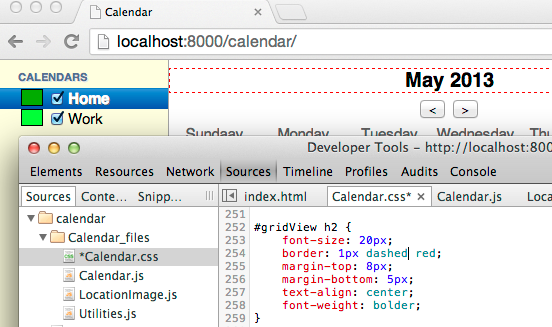 Calendar
localhost:8000/calendar/
CALENDARS
Home
Work
May 2013
< >
Sunday Monday Tuesday Wednesday Thu
Developer Tools - http://localhost:800
Elements Resources Network Sources Timeline Profiles Audits Console
Sources Conte... Snipp... index.html Calendar.css* Calendar.js Loca
calendar
Calendar_files
*Calendar.css
Calendar.js
LocationImage.js
Utilities.js
251
252 #gridView h2 {
253 font-size: 20px;
254 border: 1px dashed red;
255 margin-top: 8px;
256 margin-bottom: 5px;
257 text-align: center;
258 font-weight: bolder;
259 }